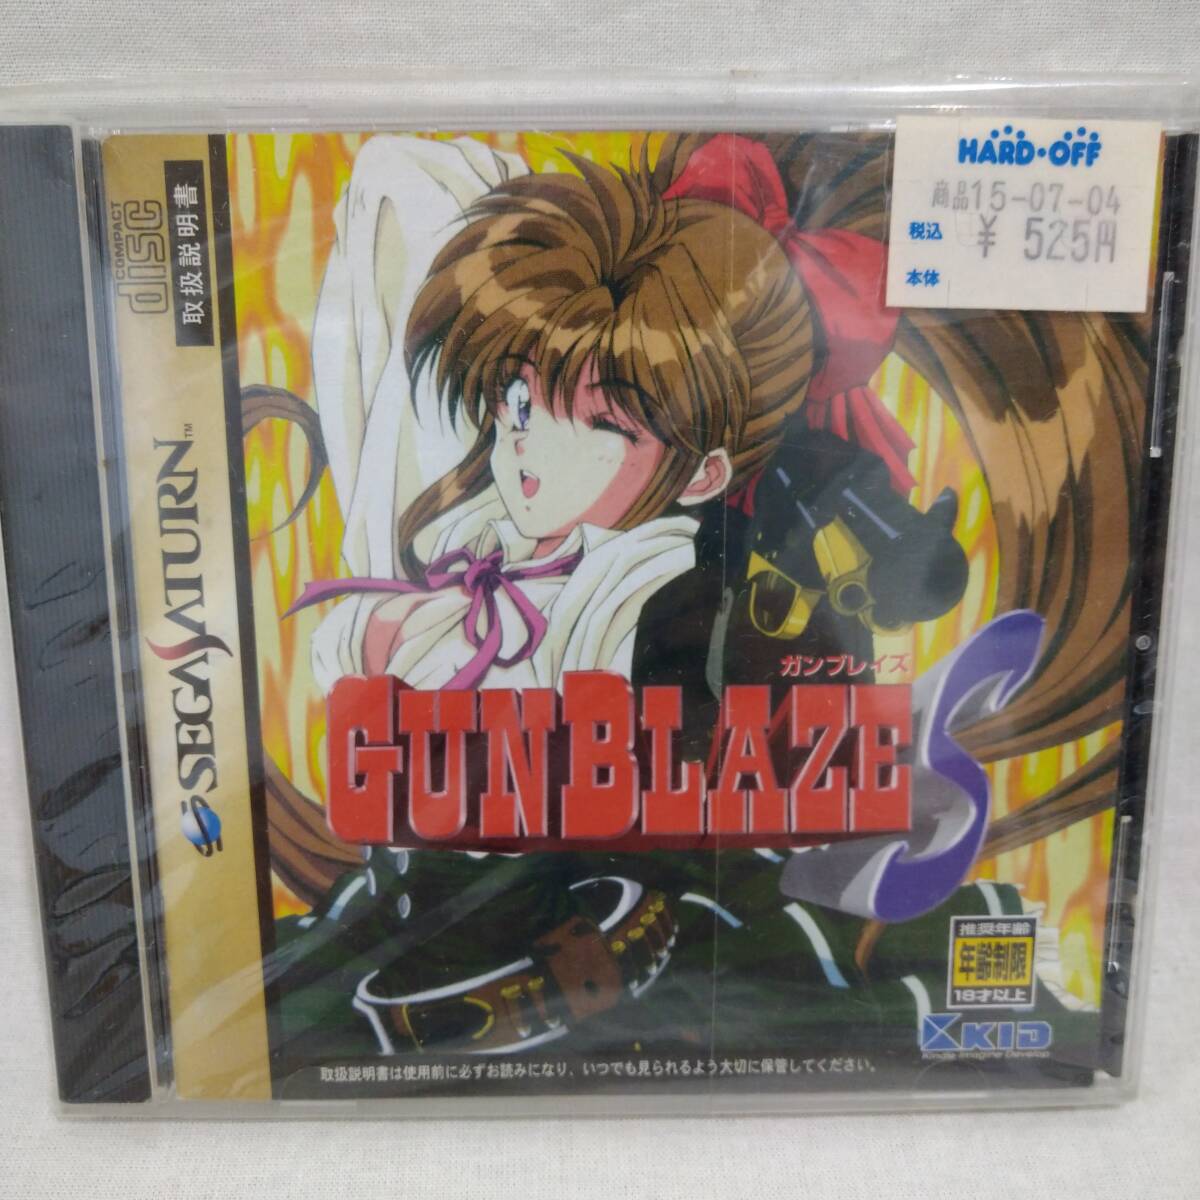 COMPACT
disc
取扱説明書
SEGA SATURN™
HARD・OFF
商品15-07-04
税込 ¥ 525円
本体
ガンブレイズ
GUNBLAZE S
推奨年齢
年齢制限
18才以上
KID
Kindle Imagine Develop
取扱説明書は使用前に必ずお読みになり、いつでも見られるよう大切に保管してください。